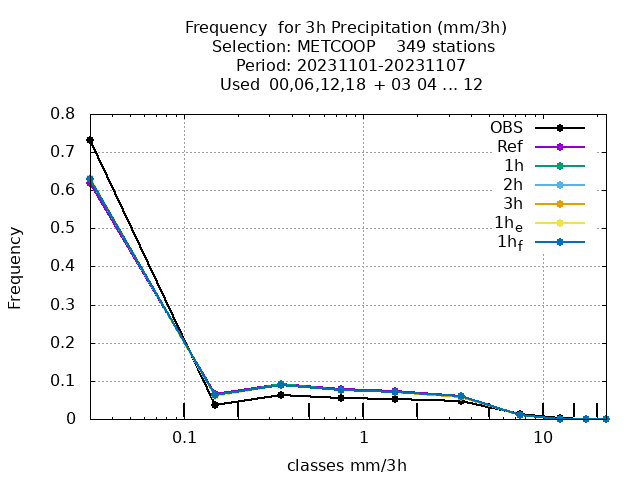 Frequency  for 3h Precipitation (mm/3h)
Selection: METCOOP    349 stations
Period: 20231101-20231107
Used  00,06,12,18  + 03 04 ... 12
0.8
0.7
0.6
0.5
0.4
0.3
0.2
0.1
0
Frequency
OBS
Ref
1h
2h
3h
1hₑ
1h_f
0.1
1
10
classes mm/3h